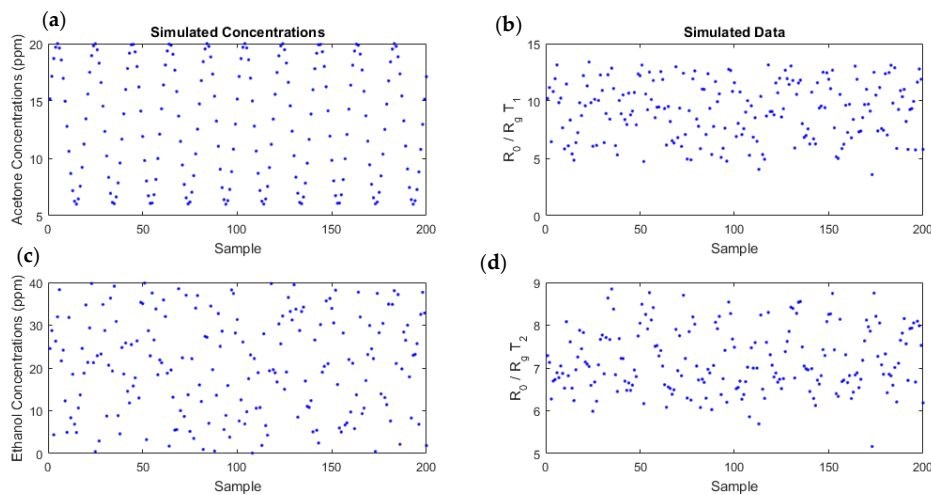 (a)
Simulated Concentrations
Acetone Concentrations (ppm)
20
15
10
5
0 50 100 150 200
Sample
(b)
Simulated Data
R0 / Rg T1
15
10
5
0
0 50 100 150 200
Sample
(c)
Ethanol Concentrations (ppm)
40
30
20
10
0
0 50 100 150 200
Sample
(d)
R0 / Rg T2
9
8
7
6
5
0 50 100 150 200
Sample